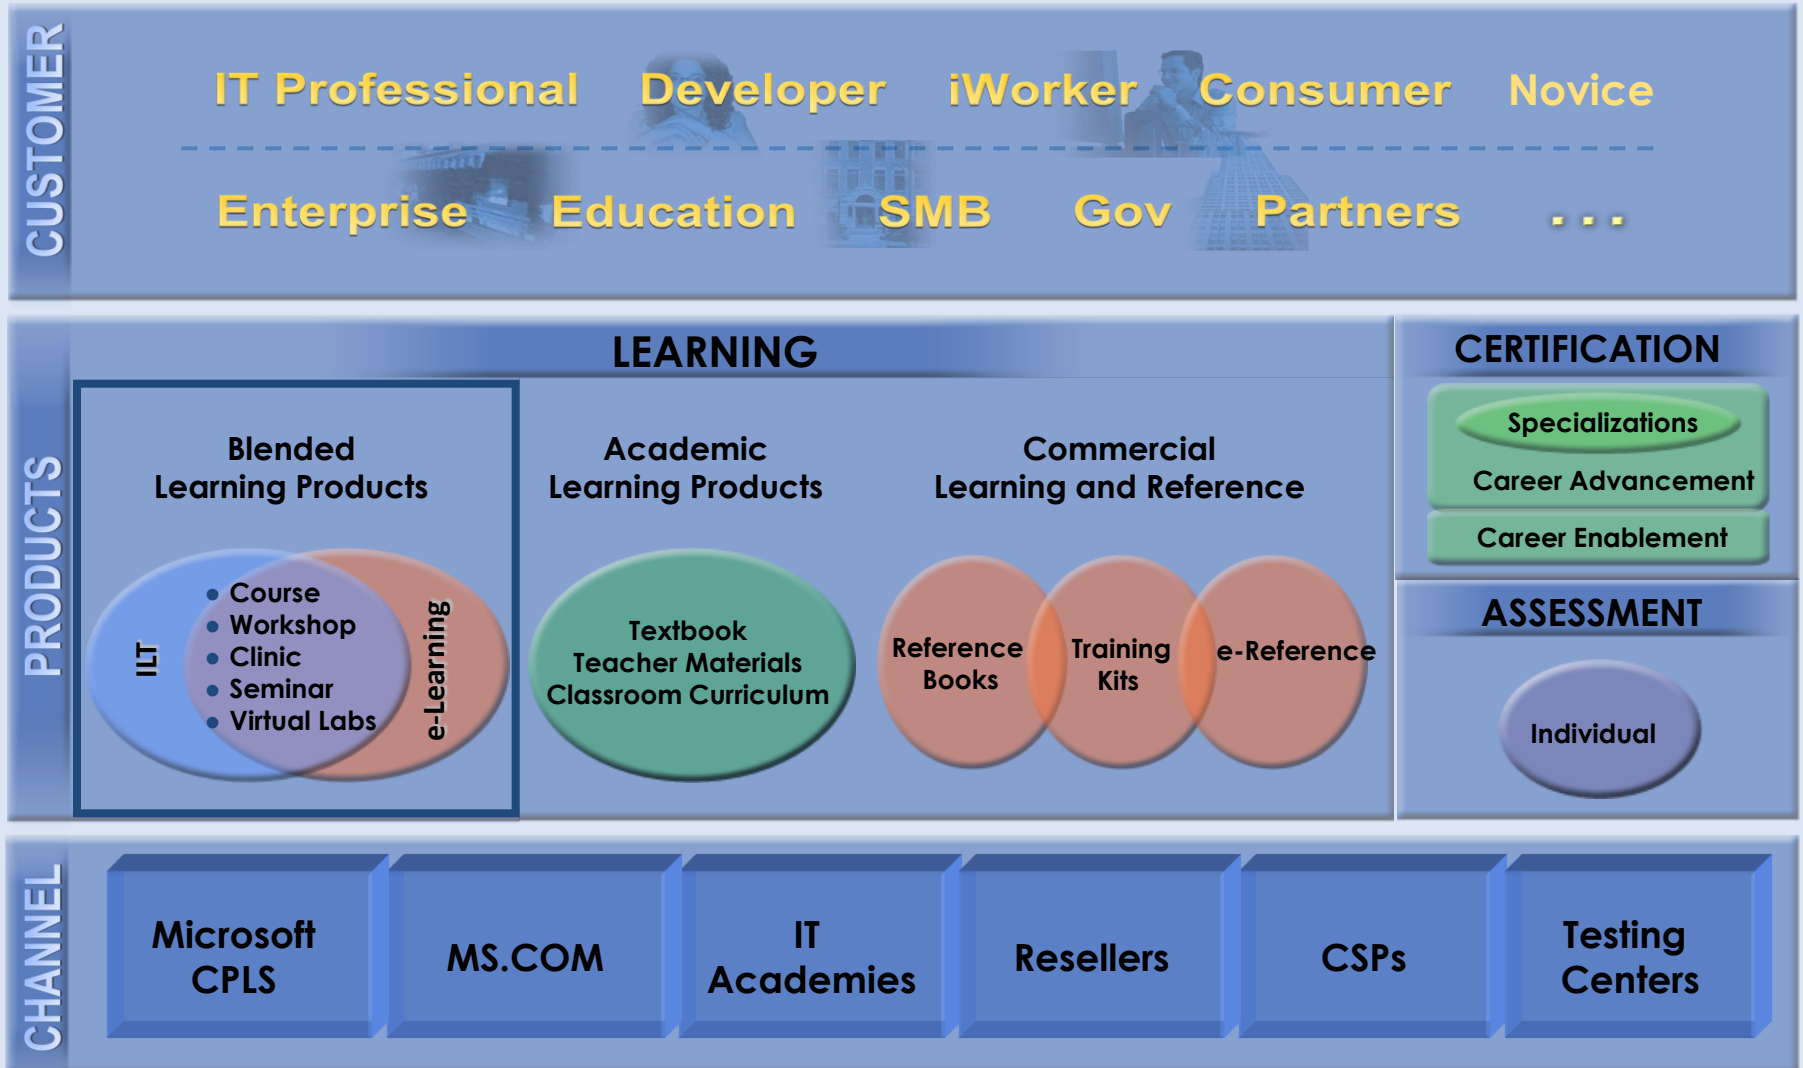 CUSTOMER
IT Professional Developer iWorker Consumer Novice
Enterprise Education SMB Gov Partners ...
PRODUCTS
LEARNING
Blended
Learning Products
ILT
• Course
• Workshop
• Clinic
• Seminar
• Virtual Labs
e-Learning
Academic
Learning Products
Textbook
Teacher Materials
Classroom Curriculum
Commercial
Learning and Reference
Reference
Books
Training
Kits
e-Reference
CERTIFICATION
Specializations
Career Advancement
Career Enablement
ASSESSMENT
Individual
CHANNEL
Microsoft
CPLS
MS.COM
IT
Academies
Resellers
CSPs
Testing
Centers